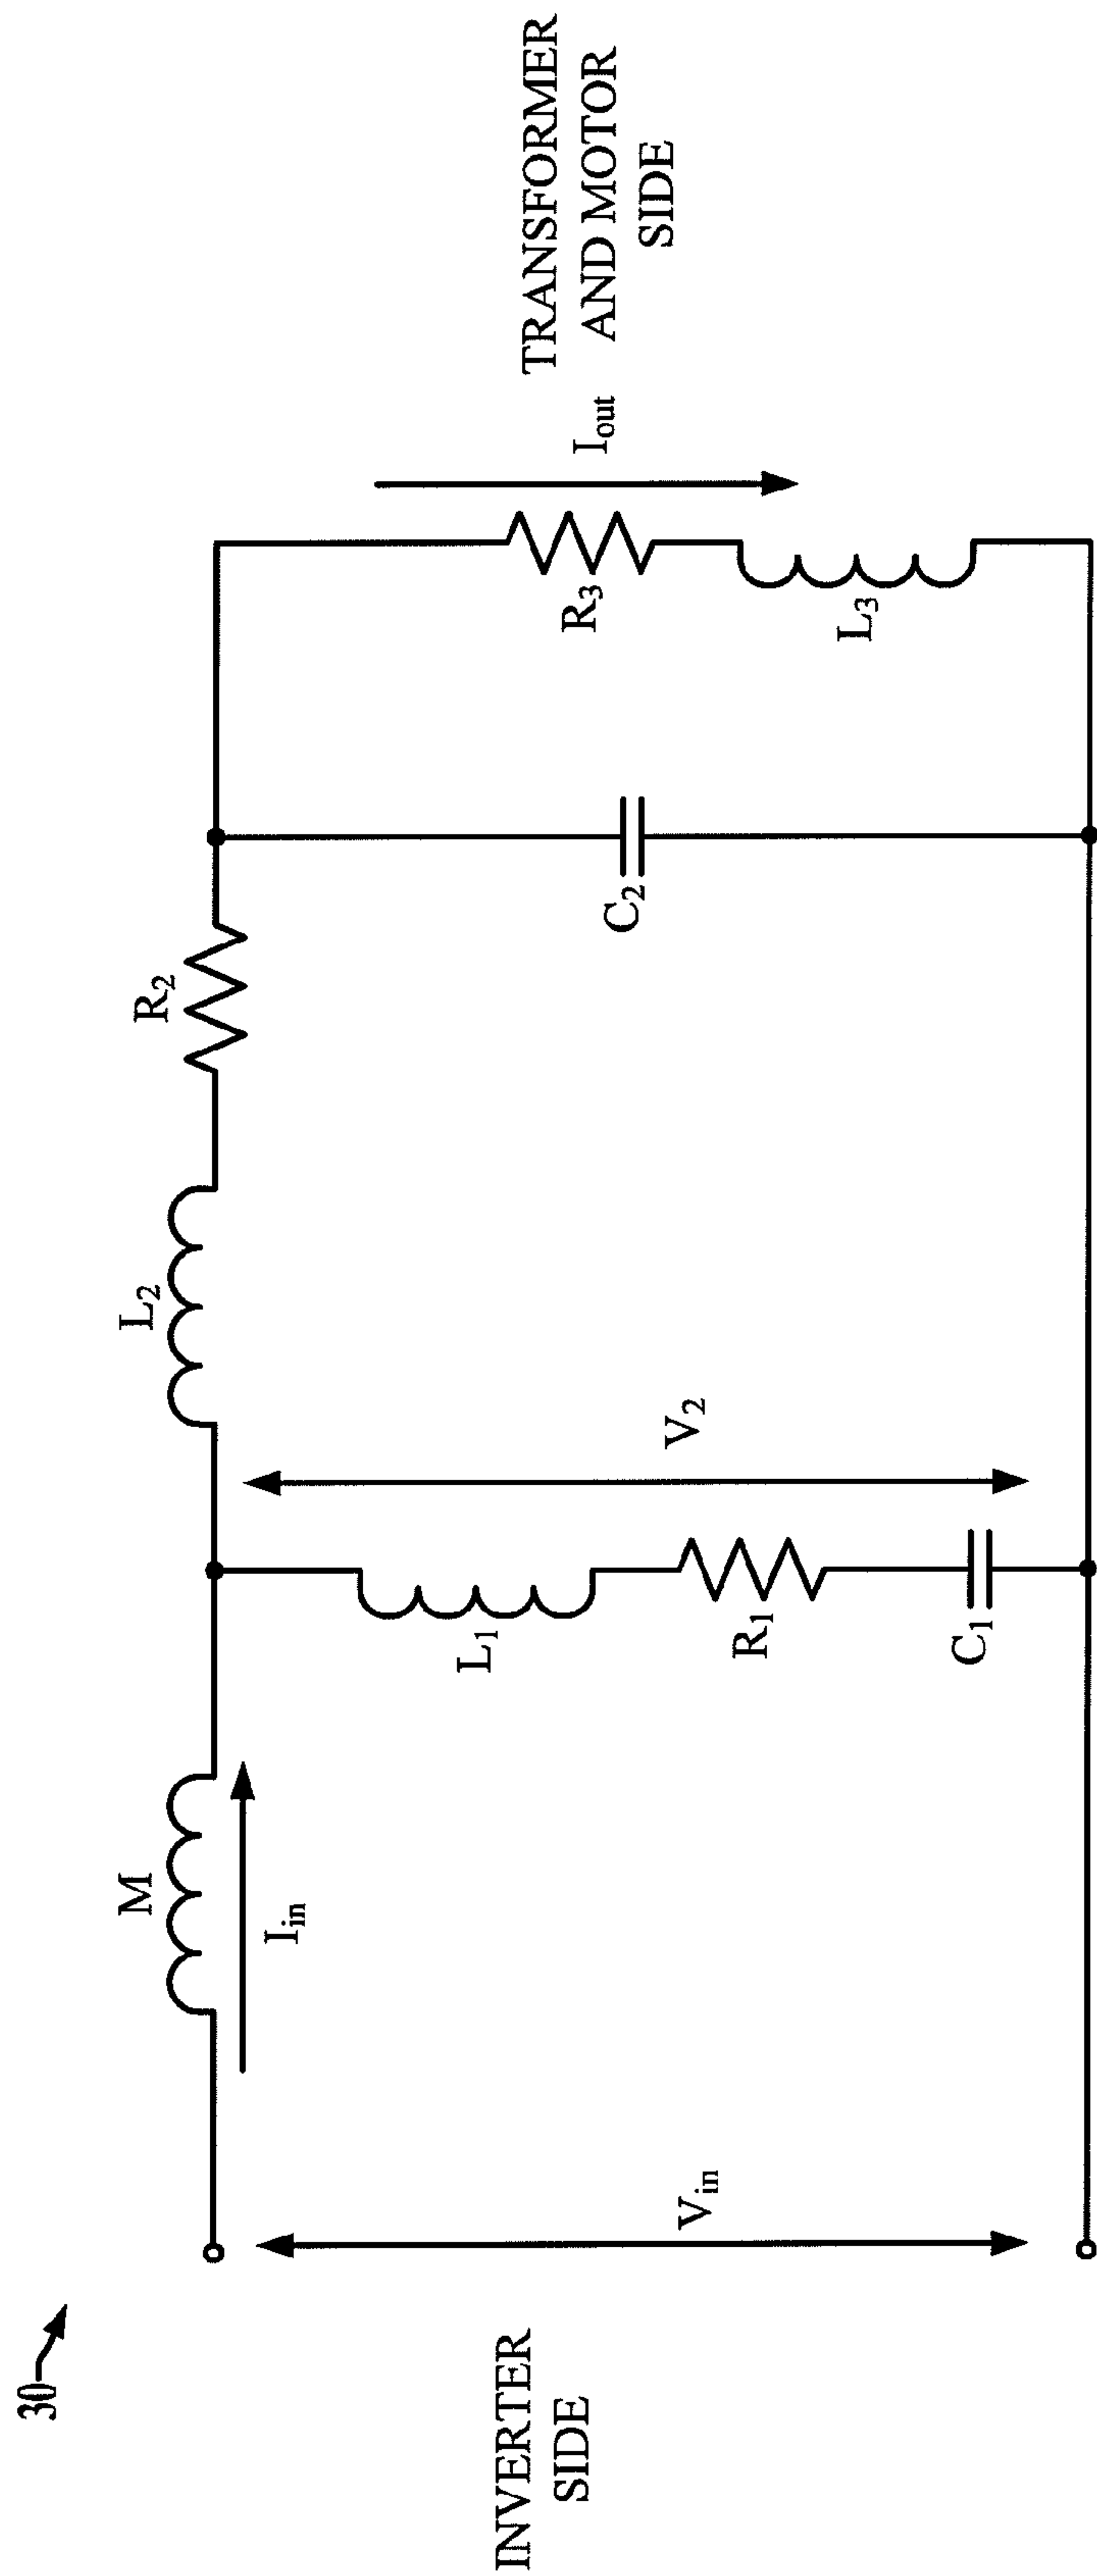 30
INVERTER
SIDE
V_in
M
I_in
L_1
R_1
C_1
V_2
L_2
R_2
C_2
R_3
L_3
I_out
TRANSFORMER
AND MOTOR
SIDE